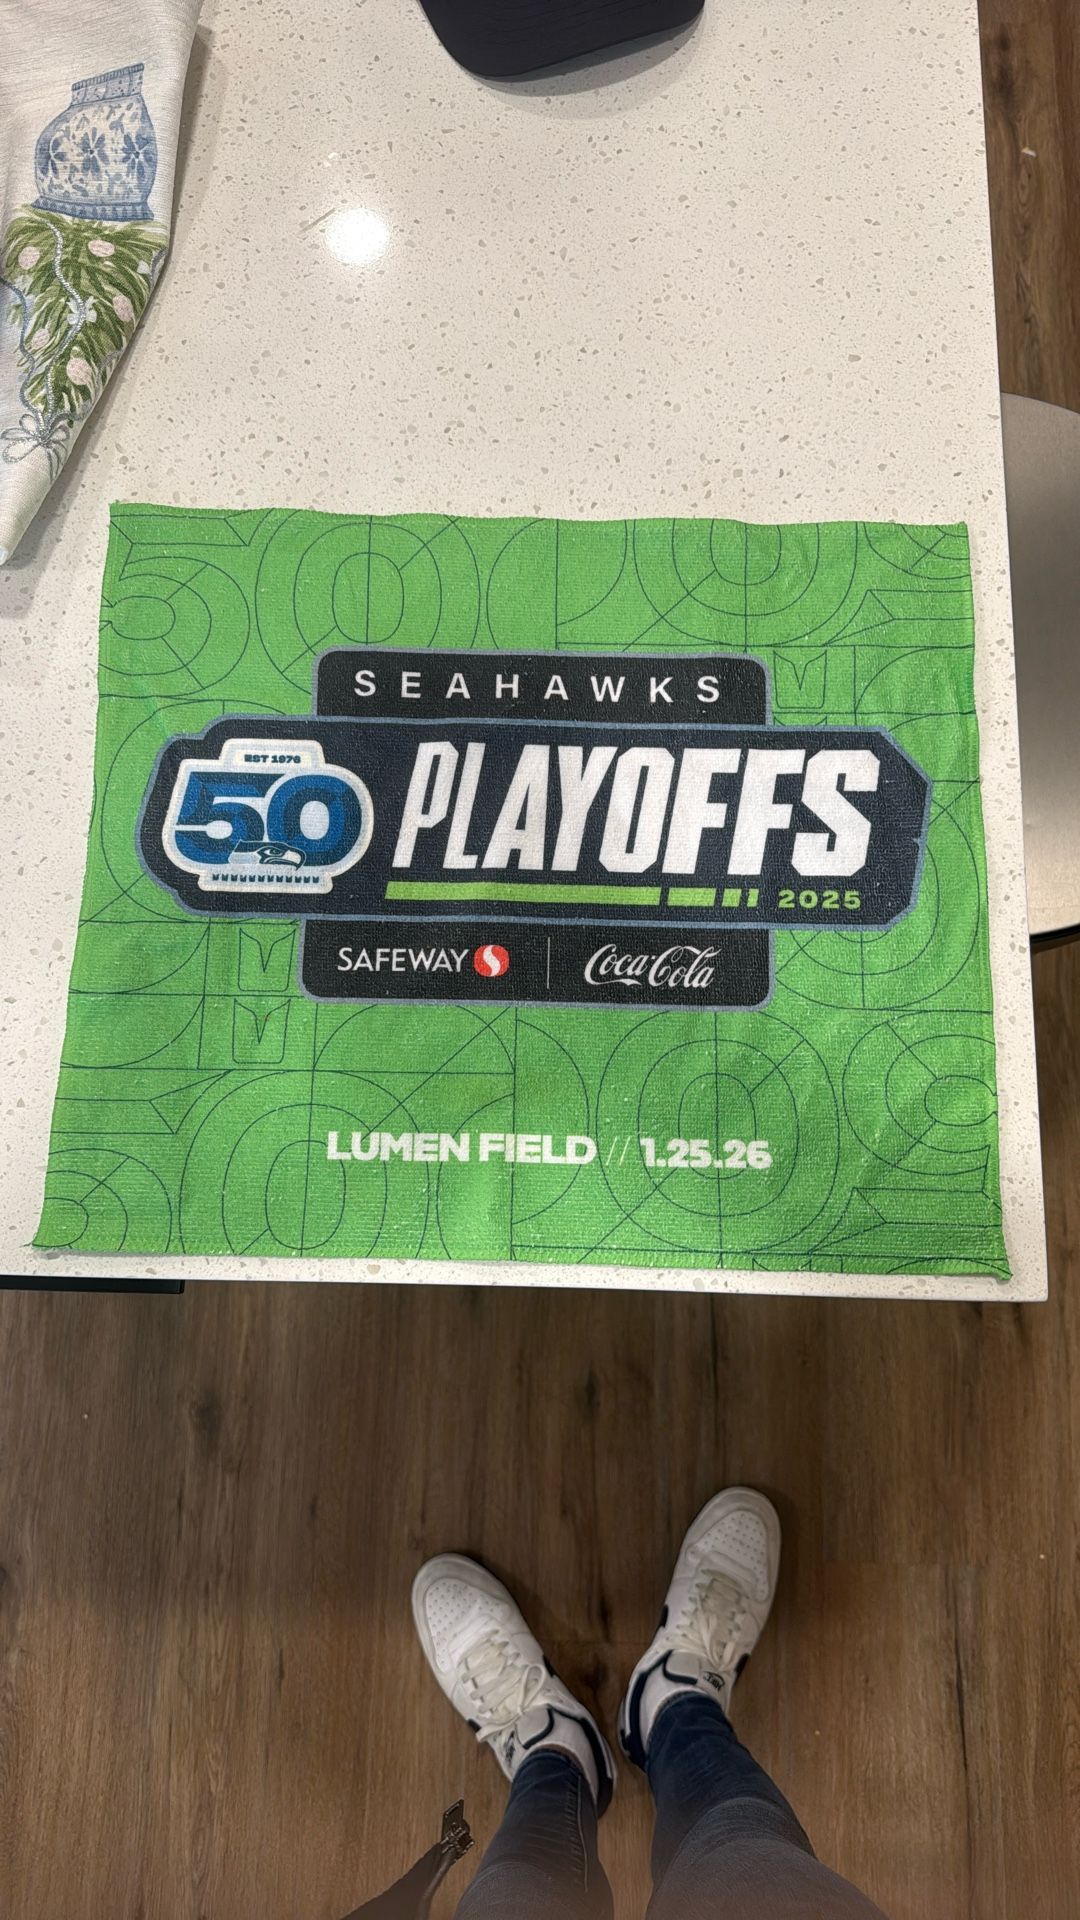 SEAHAWKS
EST 1976
50
PLAYOFFS
2025
SAFEWAY
Coca-Cola
LUMEN FIELD // 1.25.26